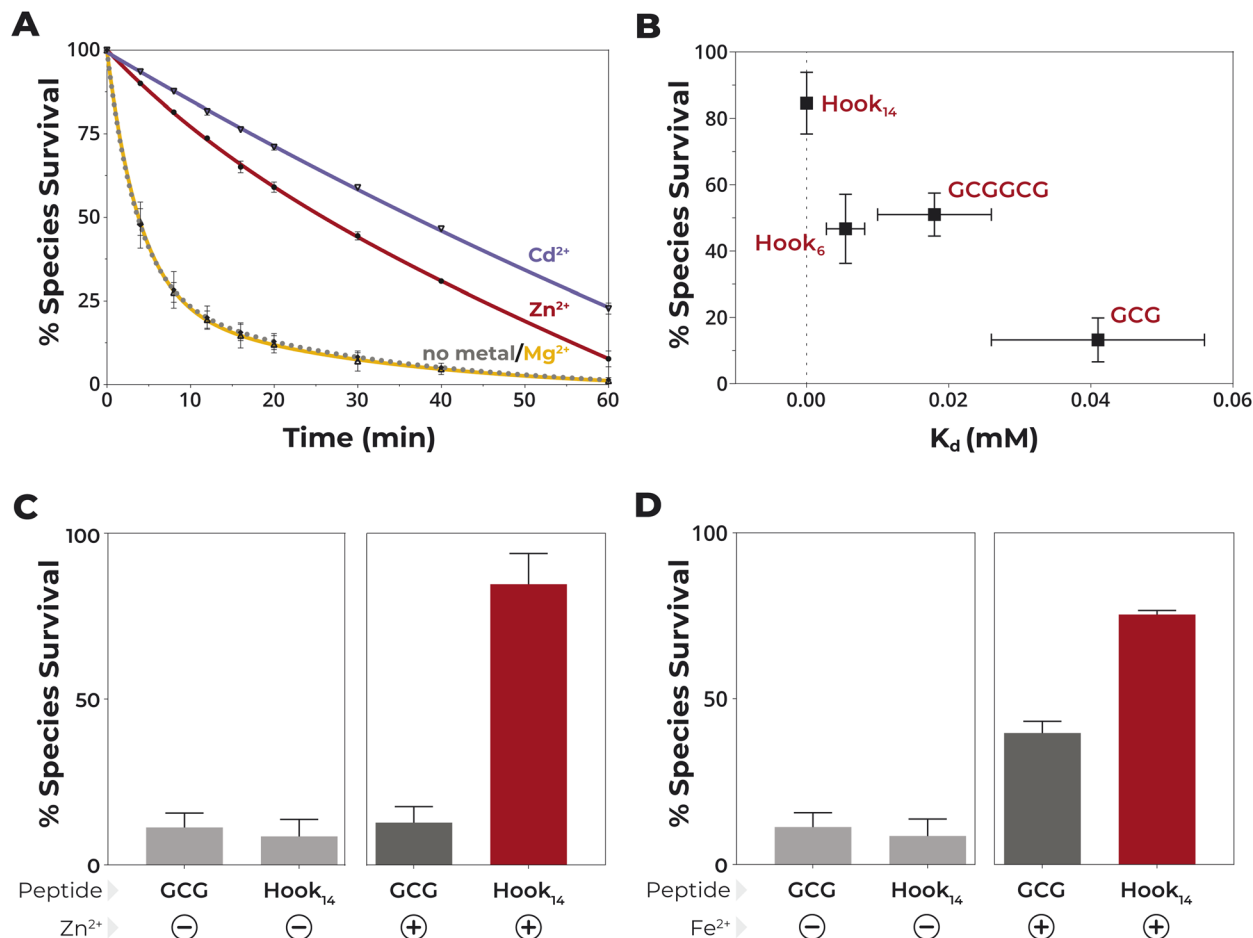 A
% Species Survival
100
75
50
25
0
Cd²⁺
Zn²⁺
no metal/Mg²⁺
0 10 20 30 40 50 60
Time (min)
B
% Species Survival
100
80
60
40
20
0
Hook₁₄
GCGGCG
Hook₆
GCG
0.00 0.02 0.04 0.06
K_d (mM)
C
% Species Survival
100
50
0
Peptide GCG Hook₁₄ GCG Hook₁₄
Zn²⁺ − − + +
D
% Species Survival
100
50
0
Peptide GCG Hook₁₄ GCG Hook₁₄
Fe²⁺ − − + +